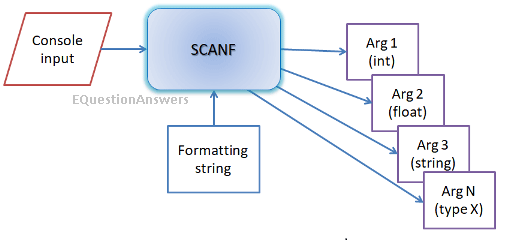 Console
input
SCANF
Arg 1
(int)
Arg 2
(float)
Arg 3
(string)
Arg N
(type X)
EQuestionAnswers
Formatting
string